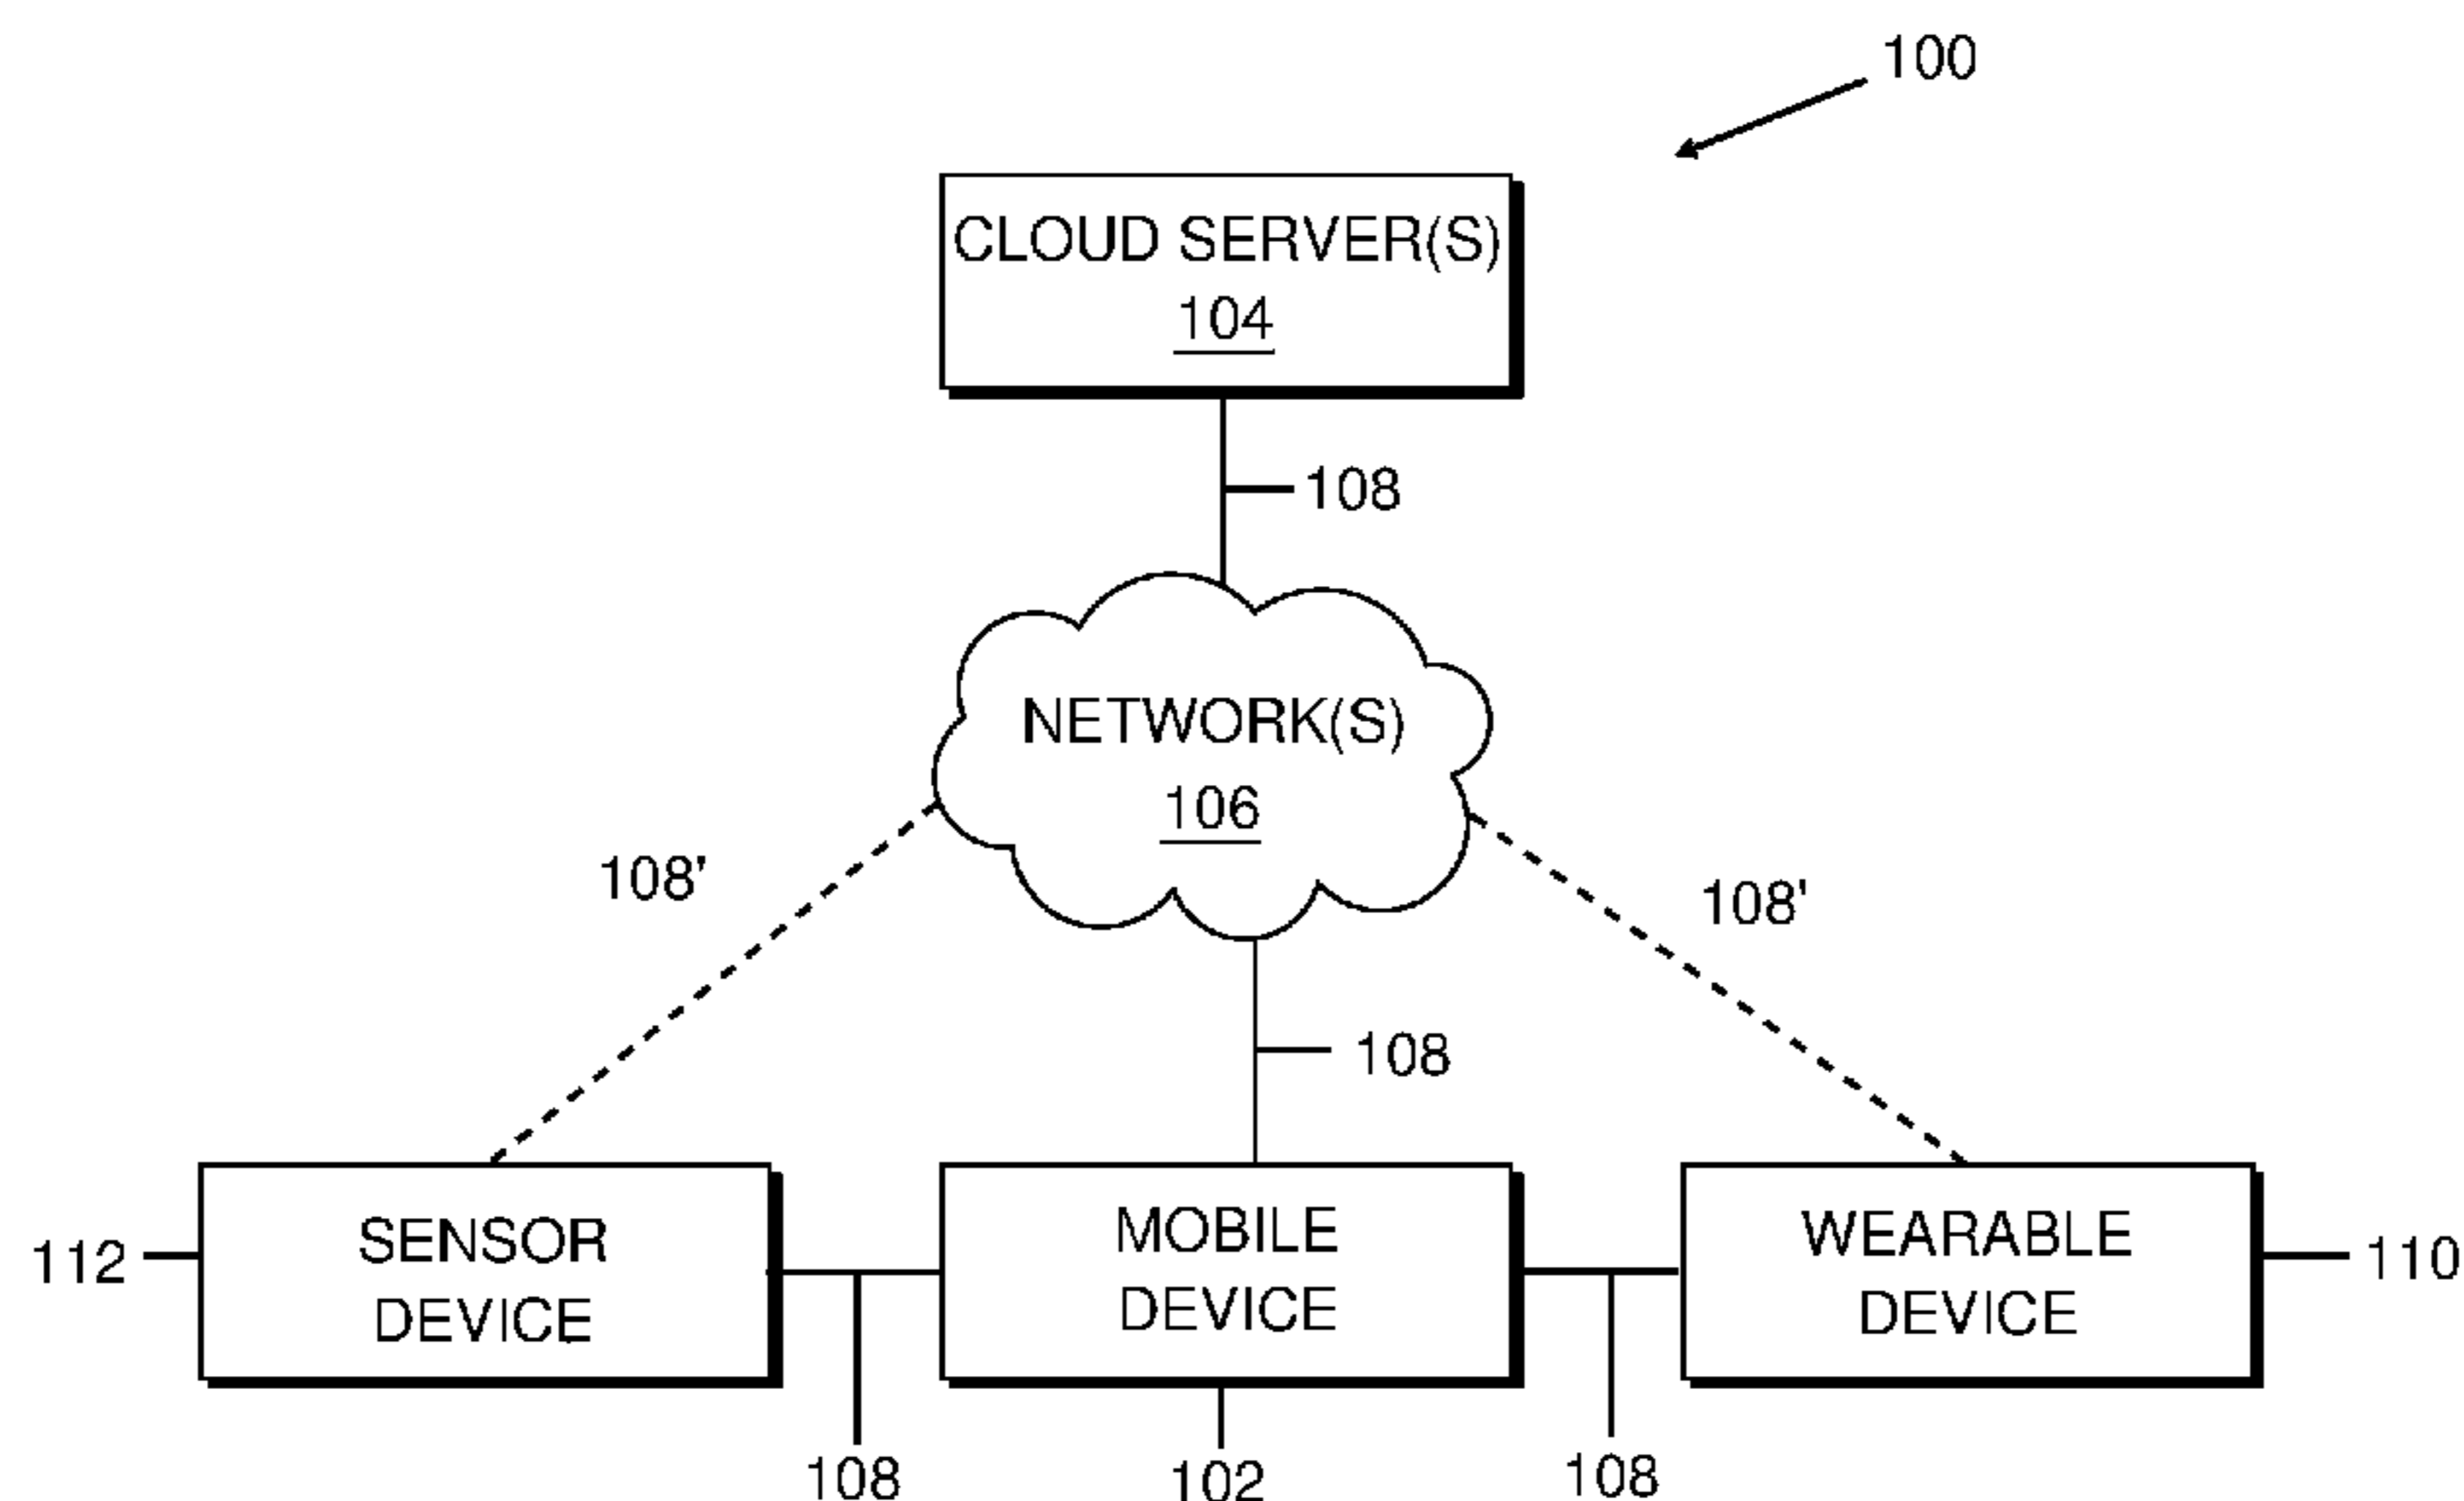 100
CLOUD SERVER(S)
104
108
NETWORK(S)
106
108'
108'
108
SENSOR
DEVICE
MOBILE
DEVICE
WEARABLE
DEVICE
112
110
108
102
108